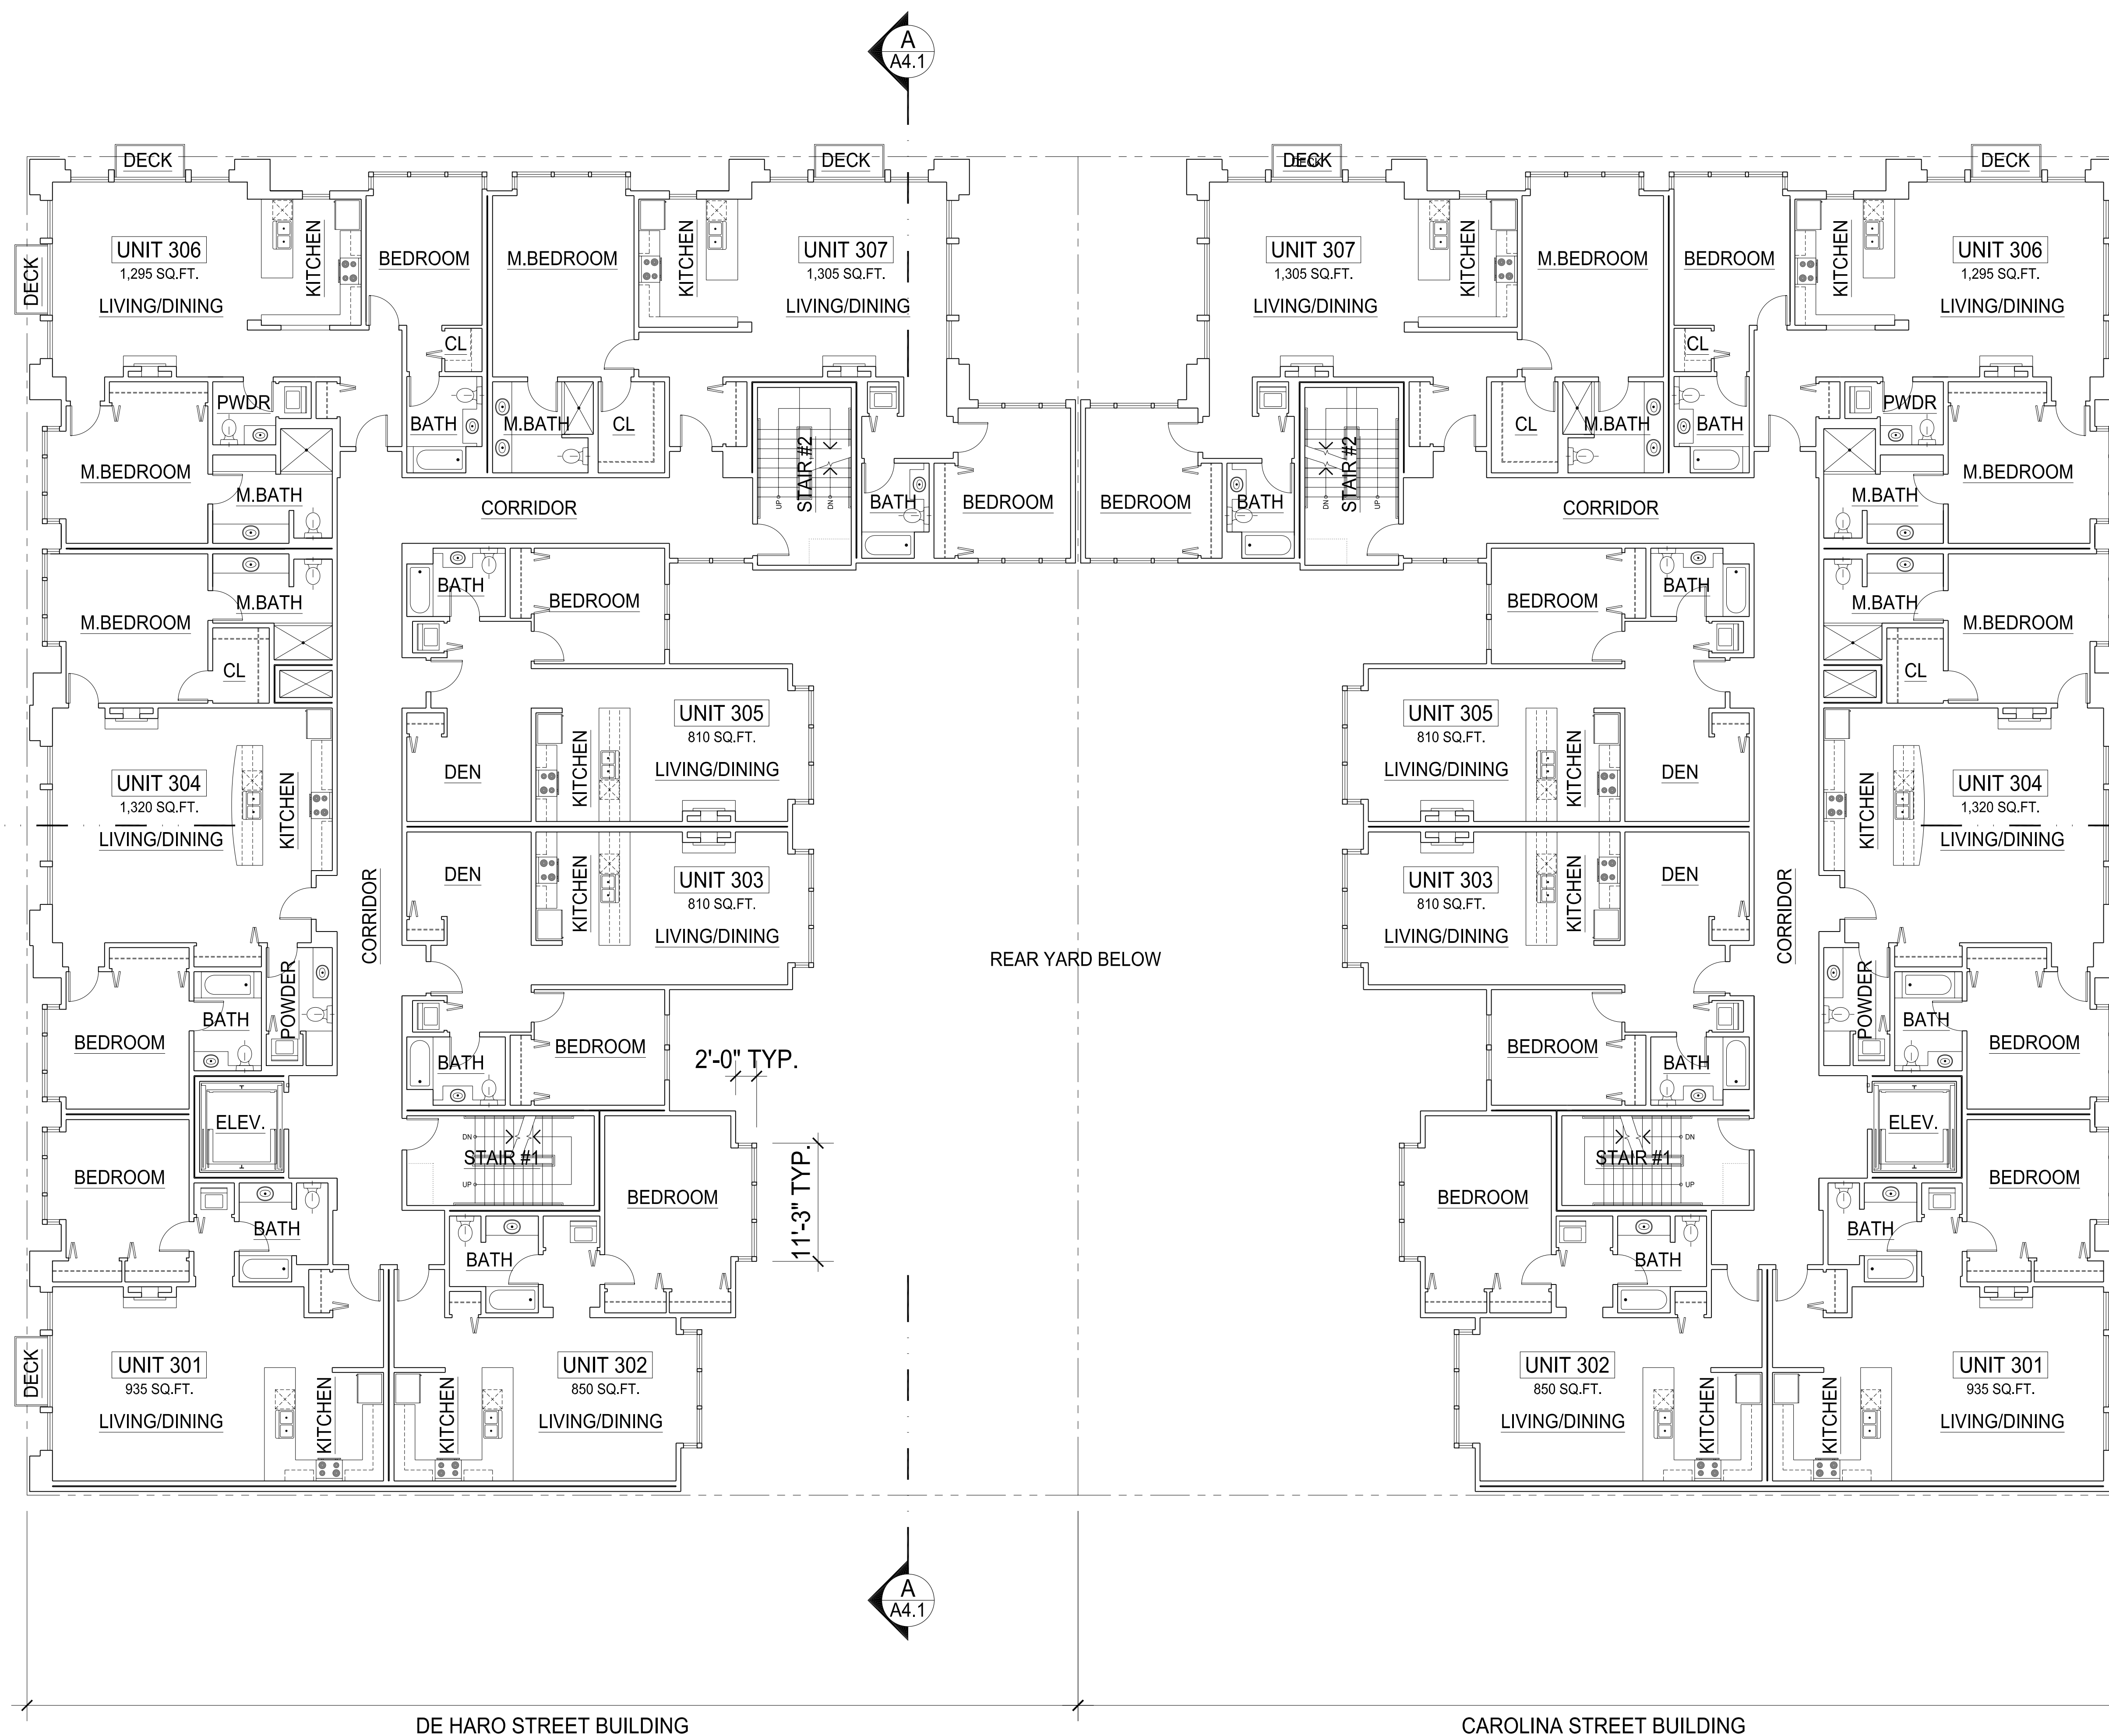 A
A4.1
DECK
DECK
DECK
DECK
DECK
UNIT 306
1,295 SQ.FT.
LIVING/DINING
KITCHEN
BEDROOM
M.BEDROOM
KITCHEN
UNIT 307
1,305 SQ.FT.
LIVING/DINING
UNIT 307
1,305 SQ.FT.
LIVING/DINING
KITCHEN
M.BEDROOM
BEDROOM
KITCHEN
UNIT 306
1,295 SQ.FT.
LIVING/DINING
DECK
CL
CL
PWDR
BATH
M.BATH
CL
STAIR #2
UP
DN
STAIR #2
DN
UP
CL
M.BATH
BATH
PWDR
M.BEDROOM
M.BATH
CORRIDOR
BATH
BEDROOM
BEDROOM
BATH
CORRIDOR
M.BATH
M.BEDROOM
M.BEDROOM
M.BATH
CL
BATH
BEDROOM
BEDROOM
BATH
M.BATH
CL
M.BEDROOM
UNIT 304
1,320 SQ.FT.
LIVING/DINING
KITCHEN
DEN
KITCHEN
UNIT 305
810 SQ.FT.
LIVING/DINING
UNIT 305
810 SQ.FT.
LIVING/DINING
KITCHEN
DEN
KITCHEN
UNIT 304
1,320 SQ.FT.
LIVING/DINING
CORRIDOR
DEN
KITCHEN
UNIT 303
810 SQ.FT.
LIVING/DINING
REAR YARD BELOW
UNIT 303
810 SQ.FT.
LIVING/DINING
KITCHEN
DEN
CORRIDOR
BEDROOM
BATH
POWDER
BATH
BEDROOM
2'-0" TYP.
BEDROOM
BATH
POWDER
BATH
BEDROOM
ELEV.
BEDROOM
BATH
DN
STAIR #1
UP
BEDROOM
11'-3" TYP.
BATH
BEDROOM
DN
STAIR #1
UP
BATH
ELEV.
BEDROOM
BATH
DECK
UNIT 301
935 SQ.FT.
LIVING/DINING
KITCHEN
KITCHEN
UNIT 302
850 SQ.FT.
LIVING/DINING
UNIT 302
850 SQ.FT.
LIVING/DINING
KITCHEN
KITCHEN
UNIT 301
935 SQ.FT.
LIVING/DINING
A
A4.1
DE HARO STREET BUILDING
CAROLINA STREET BUILDING